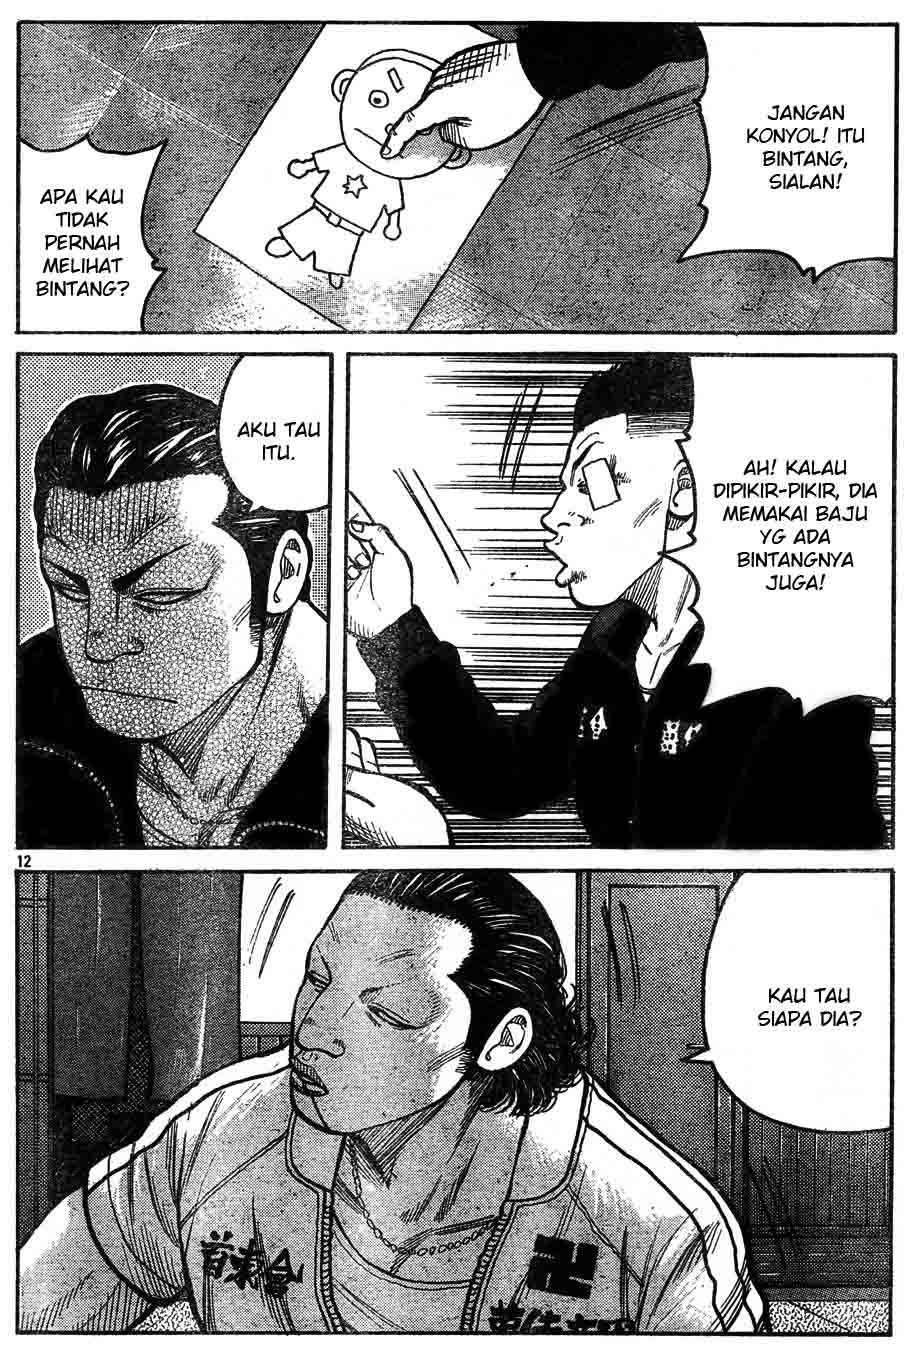 JANGAN
KONYOL! ITU
BINTANG,
SIALAN!
APA KAU
TIDAK
PERNAH
MELIHAT
BINTANG?
AH! KALAU
DIPIKIR-PIKIR, DIA
MEMAKAI BAJU
YG ADA
BINTANGNYA
JUGA!
AKU TAU
ITU.
12
KAU TAU
SIAPA DIA?